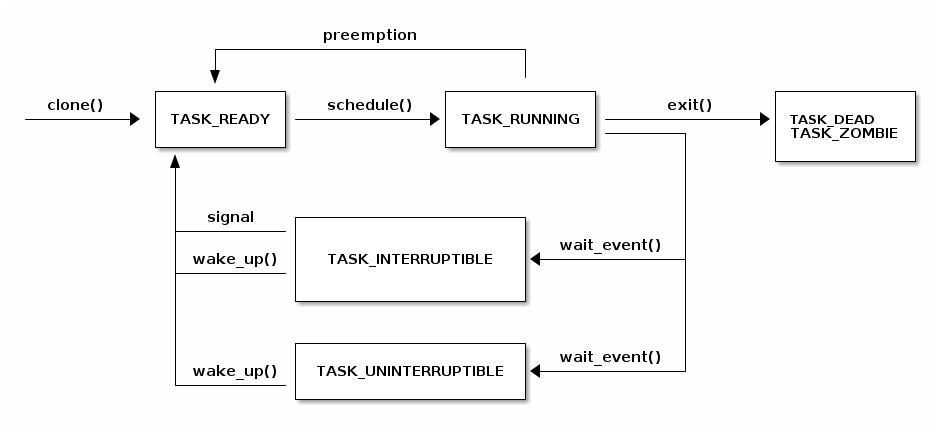 preemption
clone()
TASK_READY
schedule()
TASK_RUNNING
exit()
TASK_DEAD
TASK_ZOMBIE
signal
wake_up()
TASK_INTERRUPTIBLE
wait_event()
wake_up()
TASK_UNINTERRUPTIBLE
wait_event()